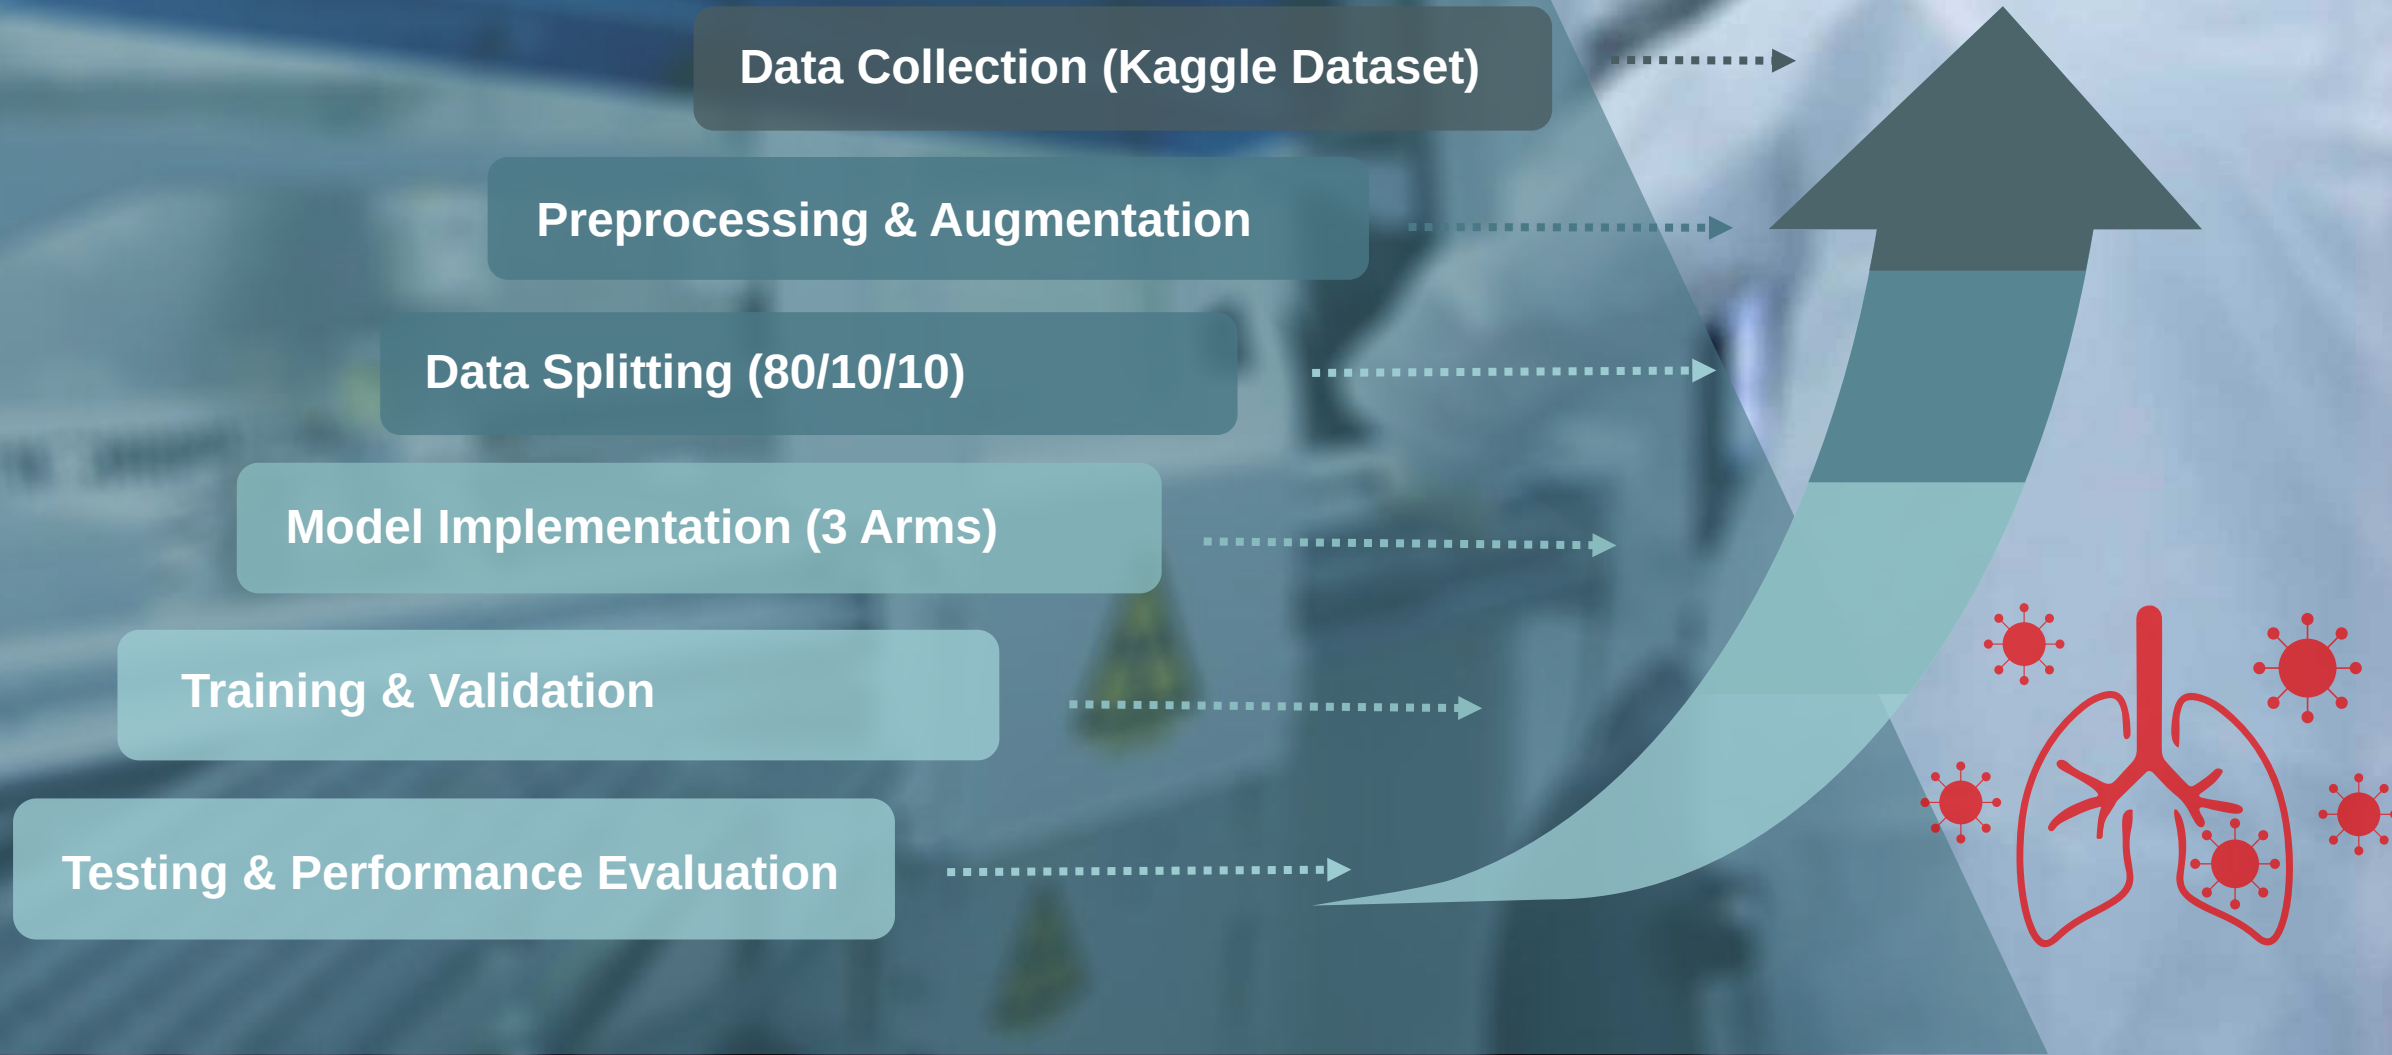 Data Collection (Kaggle Dataset)
Preprocessing & Augmentation
Data Splitting (80/10/10)
Model Implementation (3 Arms)
Training & Validation
Testing & Performance Evaluation